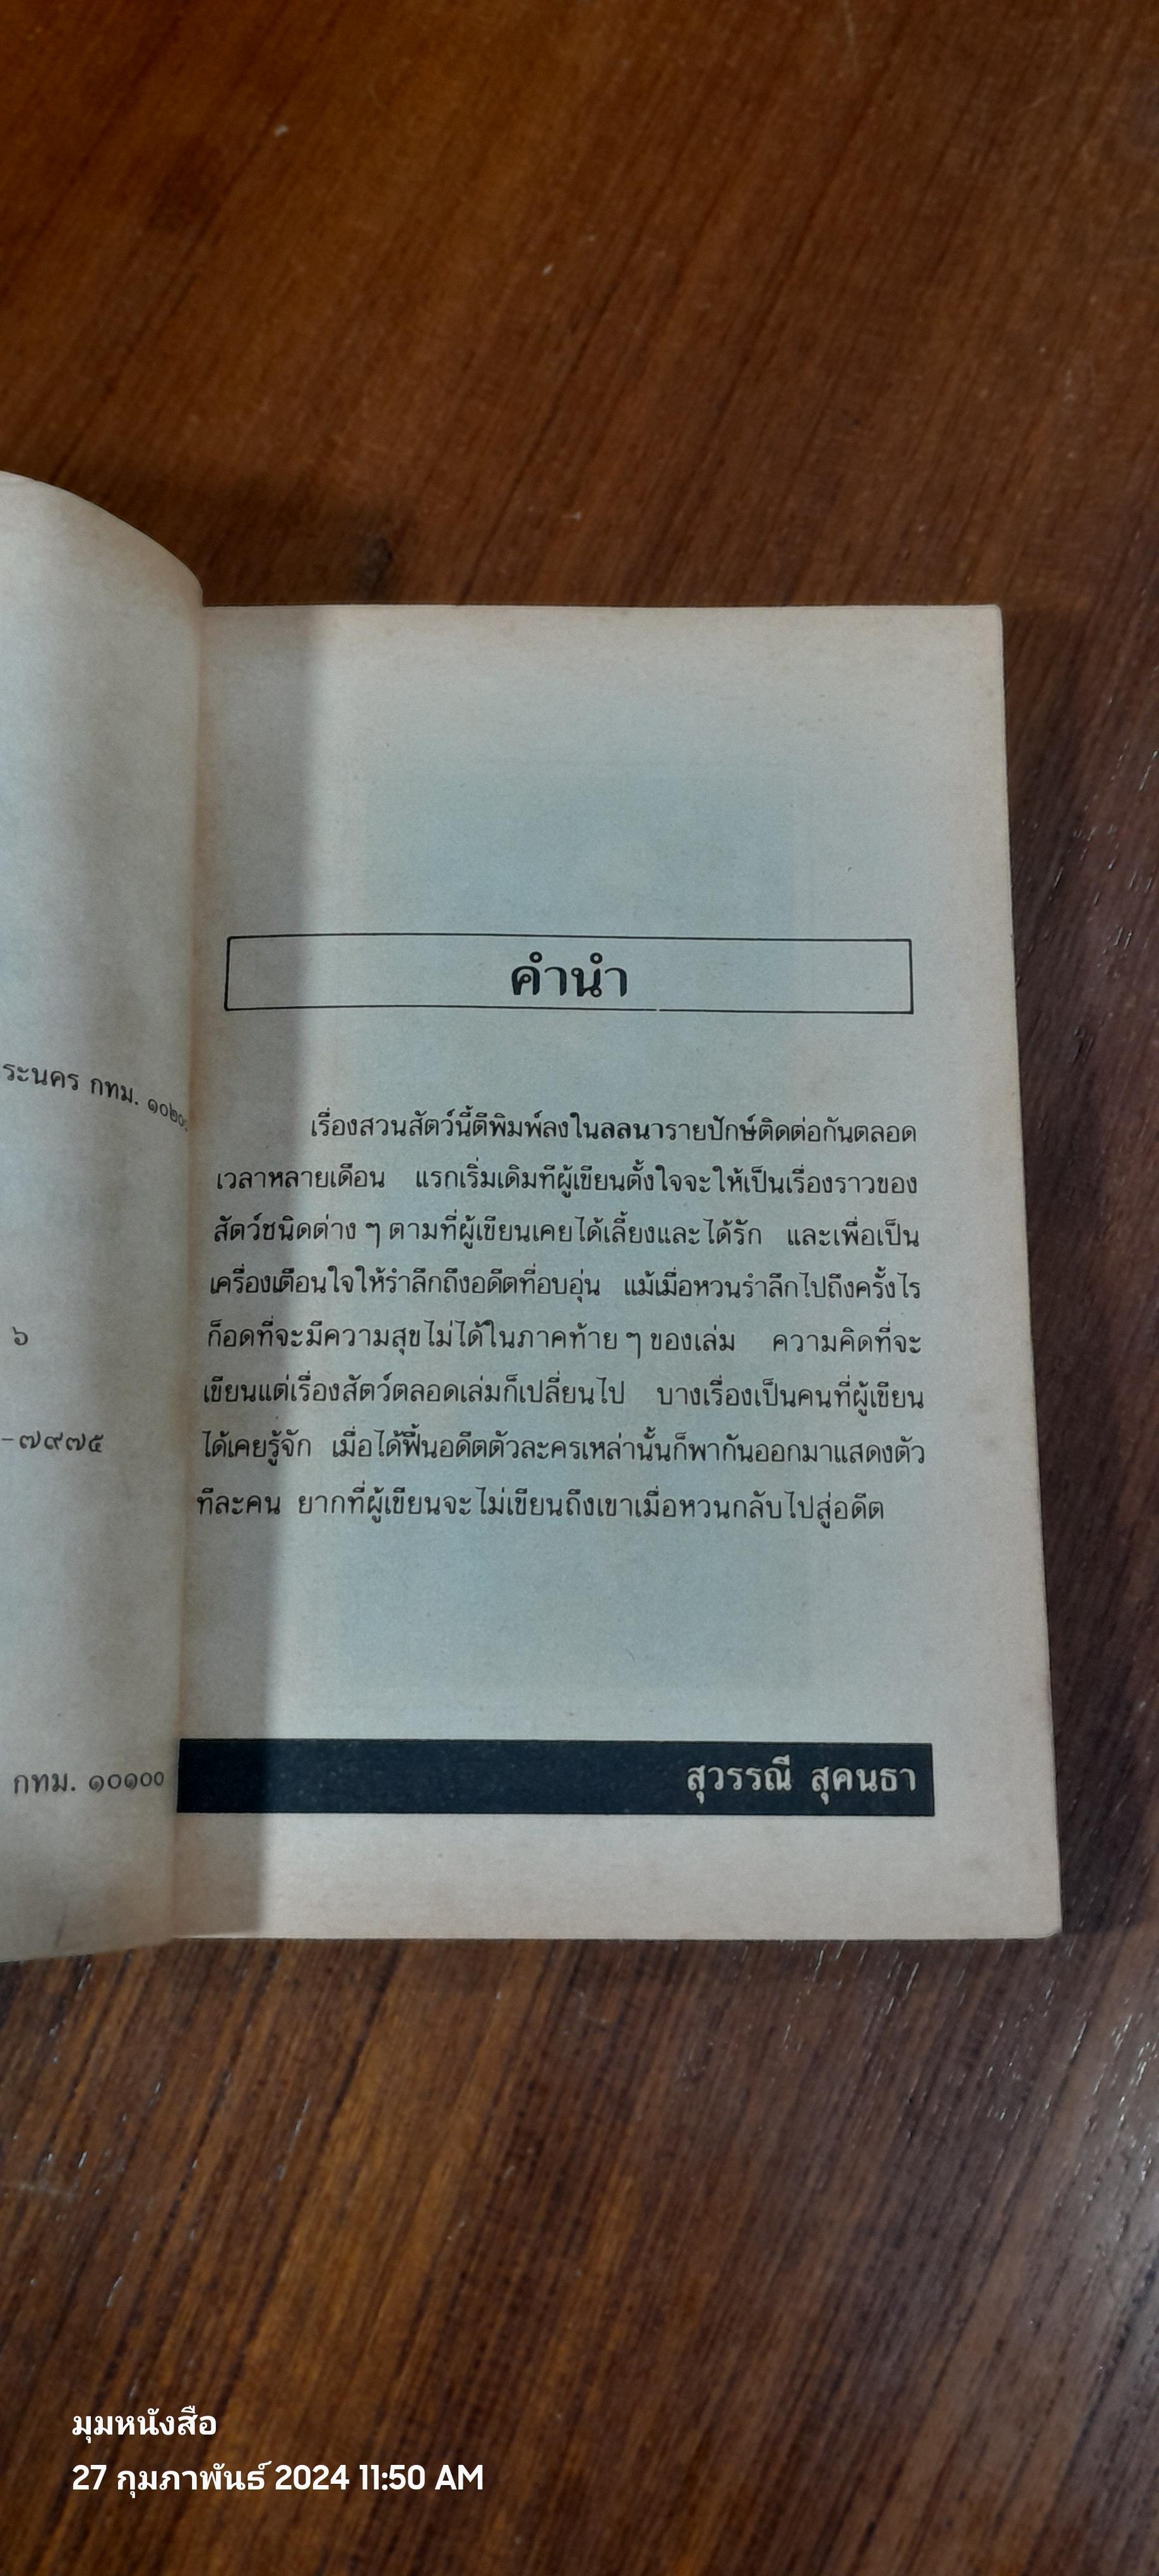 ระนคร กทม. ๑๐๒๐
๖
-๗๙๗๕
กทม. ๑๐๑๐๐
คำนำ
เรื่องสวนสัตว์นี้ตีพิมพ์ลงในลลนารายปักษ์ติดต่อกันตลอด
เวลาหลายเดือน แรกเริ่มเดิมทีผู้เขียนตั้งใจจะให้เป็นเรื่องราวของ
สัตว์ชนิดต่าง ๆ ตามที่ผู้เขียนเคยได้เลี้ยงและได้รัก และเพื่อเป็น
เครื่องเตือนใจให้รำลึกถึงอดีตที่อบอุ่น แม้เมื่อหวนรำลึกไปถึงครั้งไร
ก็อดที่จะมีความสุขไม่ได้ในภาคท้าย ๆ ของเล่ม ความคิดที่จะ
เขียนแต่เรื่องสัตว์ตลอดเล่มก็เปลี่ยนไป บางเรื่องเป็นคนที่ผู้เขียน
ได้เคยรู้จัก เมื่อได้ฟื้นอดีตตัวละครเหล่านั้นก็พากันออกมาแสดงตัว
ทีละคน ยากที่ผู้เขียนจะไม่เขียนถึงเขาเมื่อหวนกลับไปสู่อดีต
สุวรรณี สุคนธา
มุมหนังสือ
27 กุมภาพันธ์ 2024 11:50 AM